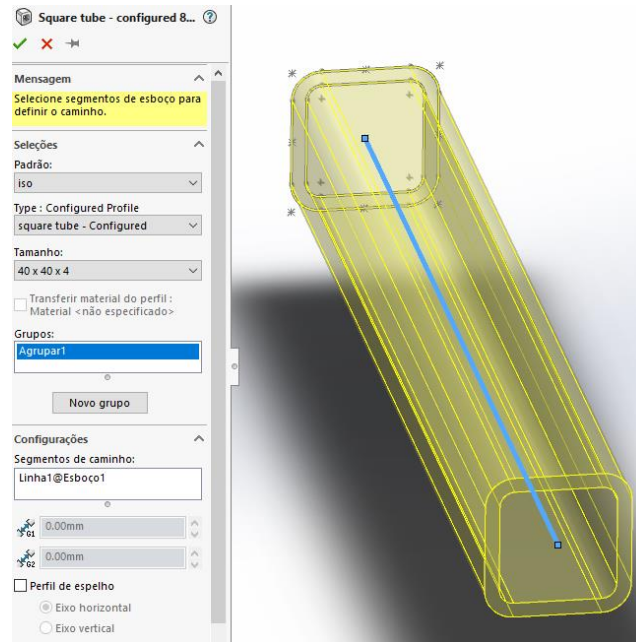 Square tube - configured 8...
Mensagem
Selecione segmentos de esboço para
definir o caminho.
Seleções
Padrão:
iso
Type : Configured Profile
square tube - Configured
Tamanho:
40 x 40 x 4
Transferir material do perfil :
Material <não especificado>
Grupos:
Agrupar1
Novo grupo
Configurações
Segmentos de caminho:
Linha1@Esboço1
G1 0.00mm
G2 0.00mm
Perfil de espelho
Eixo horizontal
Eixo vertical